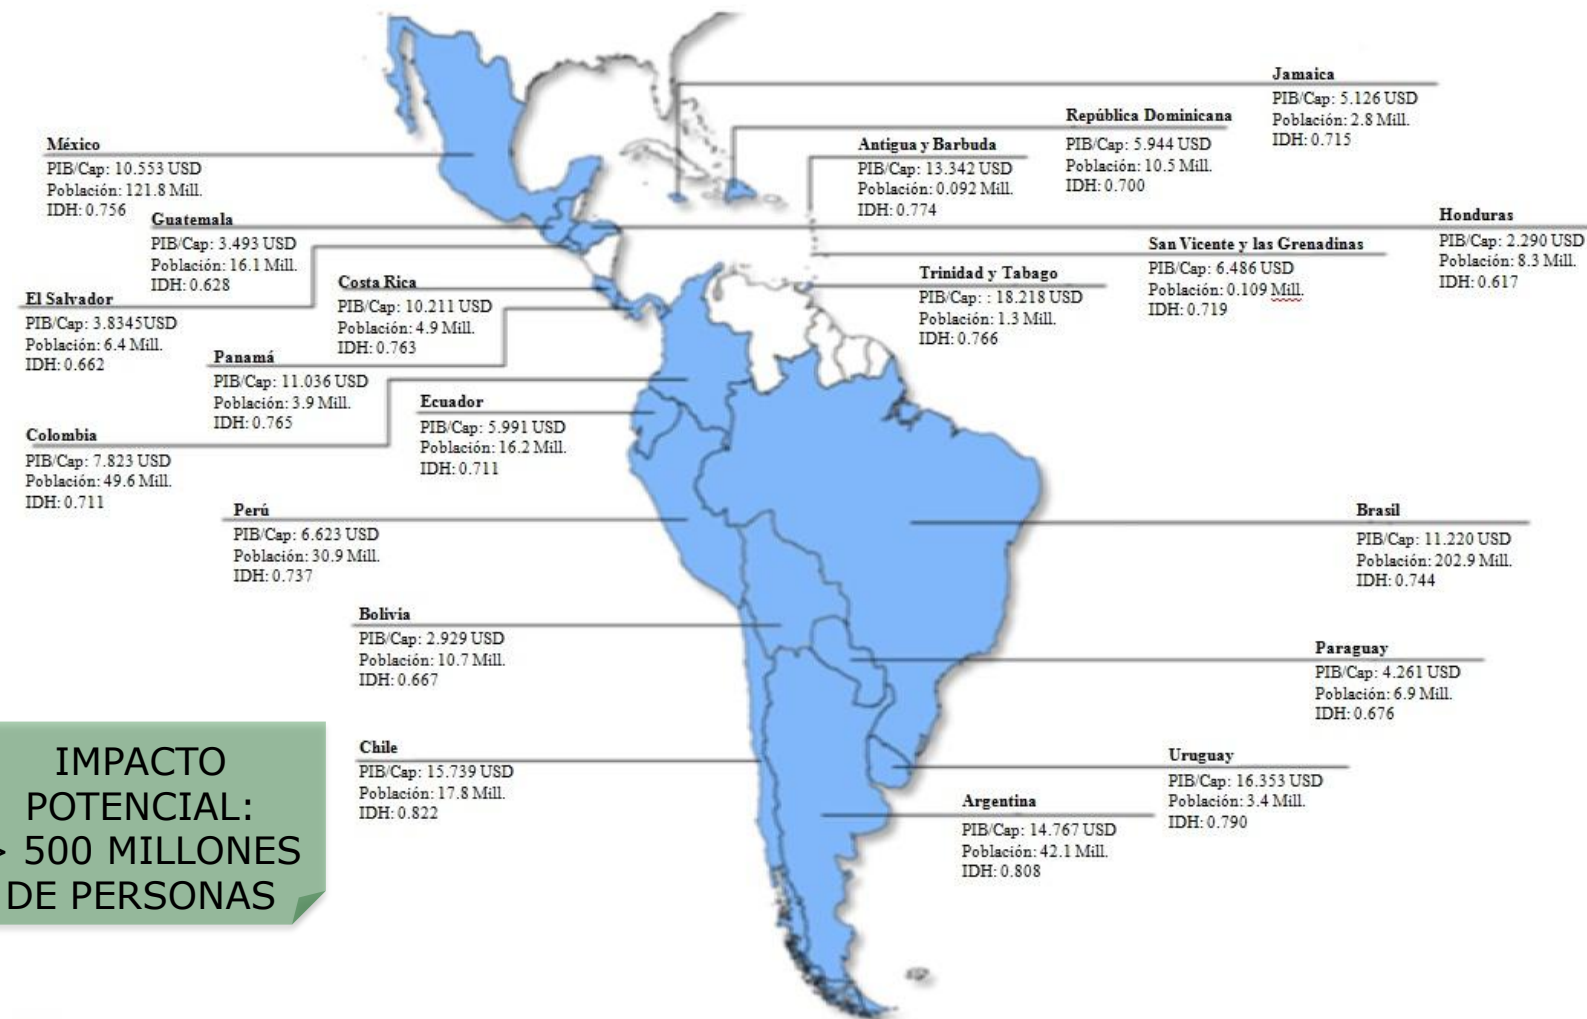 Jamaica
PIB/Cap: 5.126 USD
Población: 2.8 Mill.
IDH: 0.715
República Dominicana
PIB/Cap: 5.944 USD
Población: 10.5 Mill.
IDH: 0.700
Antigua y Barbuda
PIB/Cap: 13.342 USD
Población: 0.092 Mill.
IDH: 0.774
México
PIB/Cap: 10.553 USD
Población: 121.8 Mill.
IDH: 0.756
Guatemala
PIB/Cap: 3.493 USD
Población: 16.1 Mill.
IDH: 0.628
Honduras
PIB/Cap: 2.290 USD
Población: 8.3 Mill.
IDH: 0.617
San Vicente y las Grenadinas
PIB/Cap: 6.486 USD
Población: 0.109 Mill.
IDH: 0.719
Trinidad y Tabago
PIB/Cap: : 18.218 USD
Población: 1.3 Mill.
IDH: 0.766
Costa Rica
PIB/Cap: 10.211 USD
Población: 4.9 Mill.
IDH: 0.763
El Salvador
PIB/Cap: 3.8345USD
Población: 6.4 Mill.
IDH: 0.662
Panamá
PIB/Cap: 11.036 USD
Población: 3.9 Mill.
IDH: 0.765
Ecuador
PIB/Cap: 5.991 USD
Población: 16.2 Mill.
IDH: 0.711
Colombia
PIB/Cap: 7.823 USD
Población: 49.6 Mill.
IDH: 0.711
Perú
PIB/Cap: 6.623 USD
Población: 30.9 Mill.
IDH: 0.737
Brasil
PIB/Cap: 11.220 USD
Población: 202.9 Mill.
IDH: 0.744
Bolivia
PIB/Cap: 2.929 USD
Población: 10.7 Mill.
IDH: 0.667
Paraguay
PIB/Cap: 4.261 USD
Población: 6.9 Mill.
IDH: 0.676
Chile
PIB/Cap: 15.739 USD
Población: 17.8 Mill.
IDH: 0.822
Uruguay
PIB/Cap: 16.353 USD
Población: 3.4 Mill.
IDH: 0.790
Argentina
PIB/Cap: 14.767 USD
Población: 42.1 Mill.
IDH: 0.808
IMPACTO
POTENCIAL:
> 500 MILLONES
DE PERSONAS